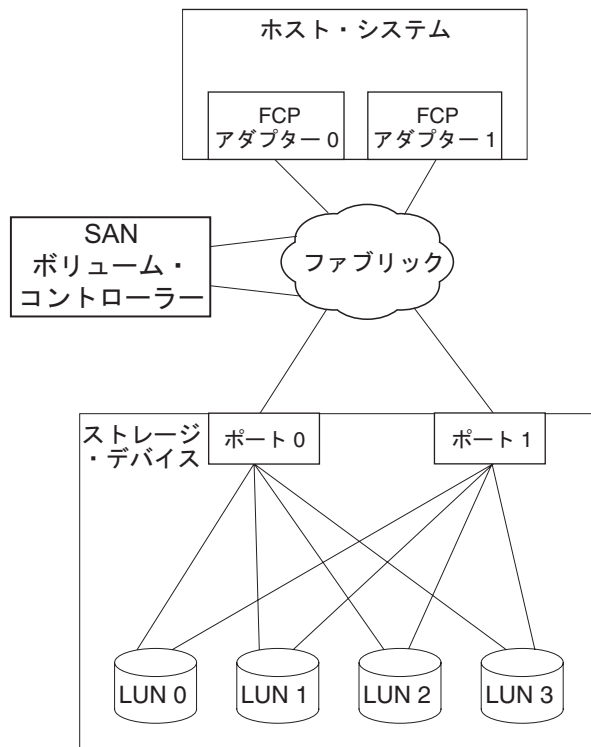 ホスト・システム
FCP
アダプター 0
FCP
アダプター 1
SAN
ボリューム・
コントローラー
ファブリック
ストレージ
・デバイス
ポート 0
ポート 1
LUN 0
LUN 1
LUN 2
LUN 3